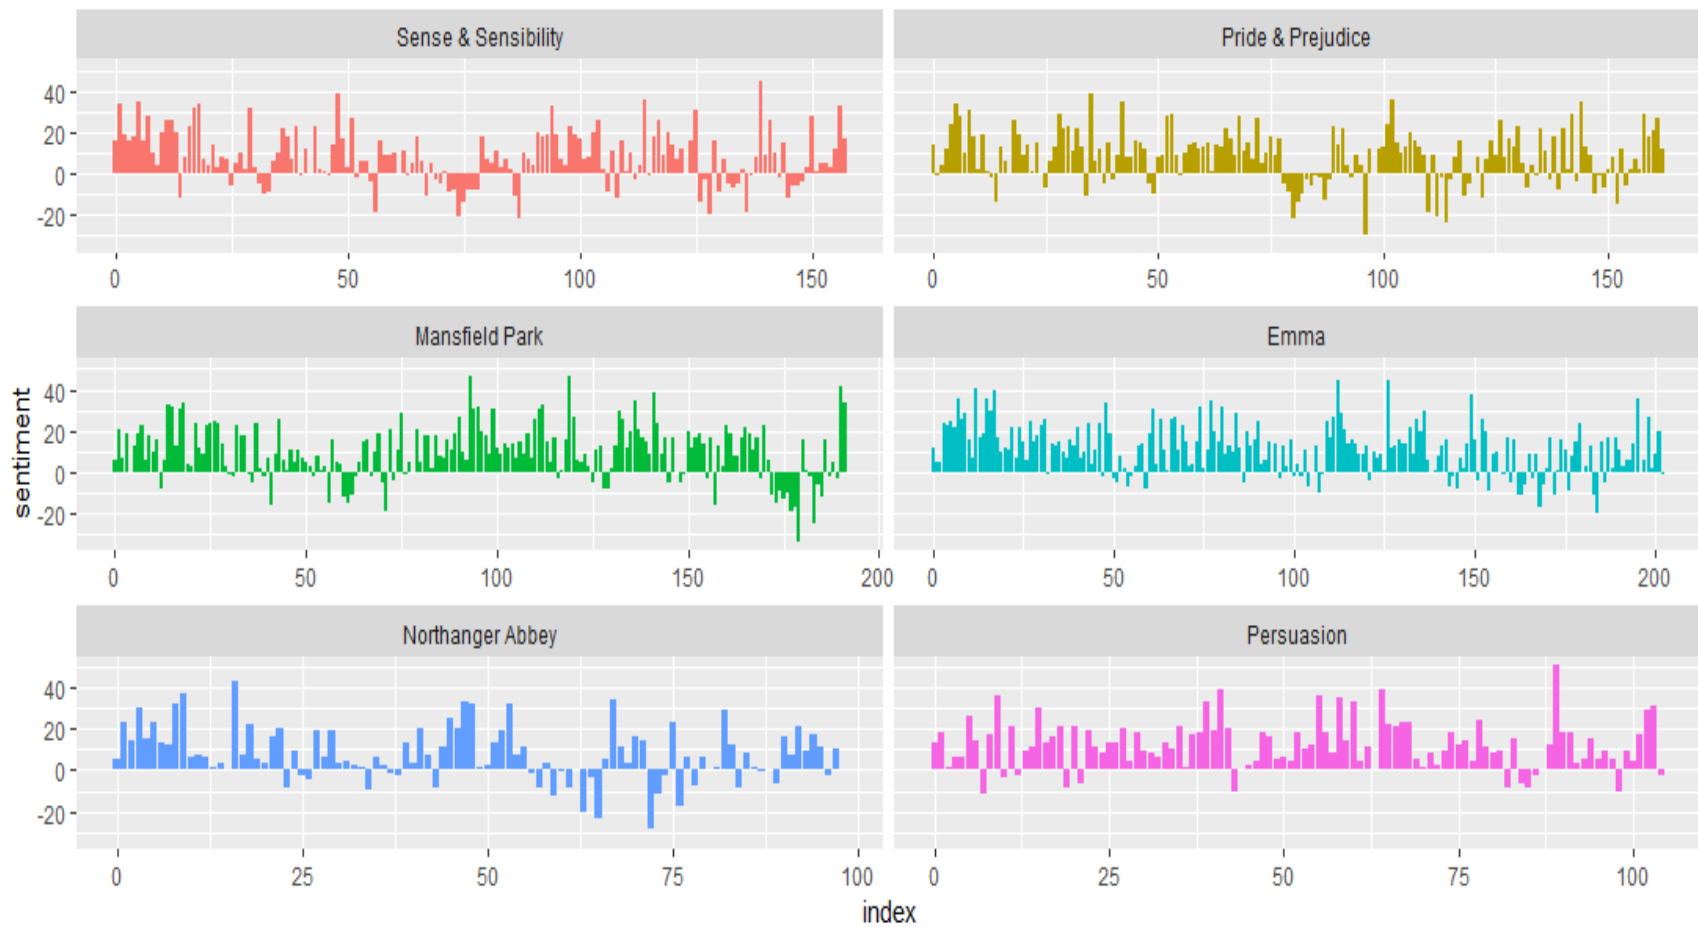 Sense & Sensibility
Pride & Prejudice
40
20
0
-20
0 50 100 150
0 50 100 150
Mansfield Park
Emma
sentiment
40
20
0
-20
0 50 100 150 200
0 50 100 150 200
Northanger Abbey
Persuasion
40
20
0
-20
0 25 50 75 100
0 25 50 75 100
index